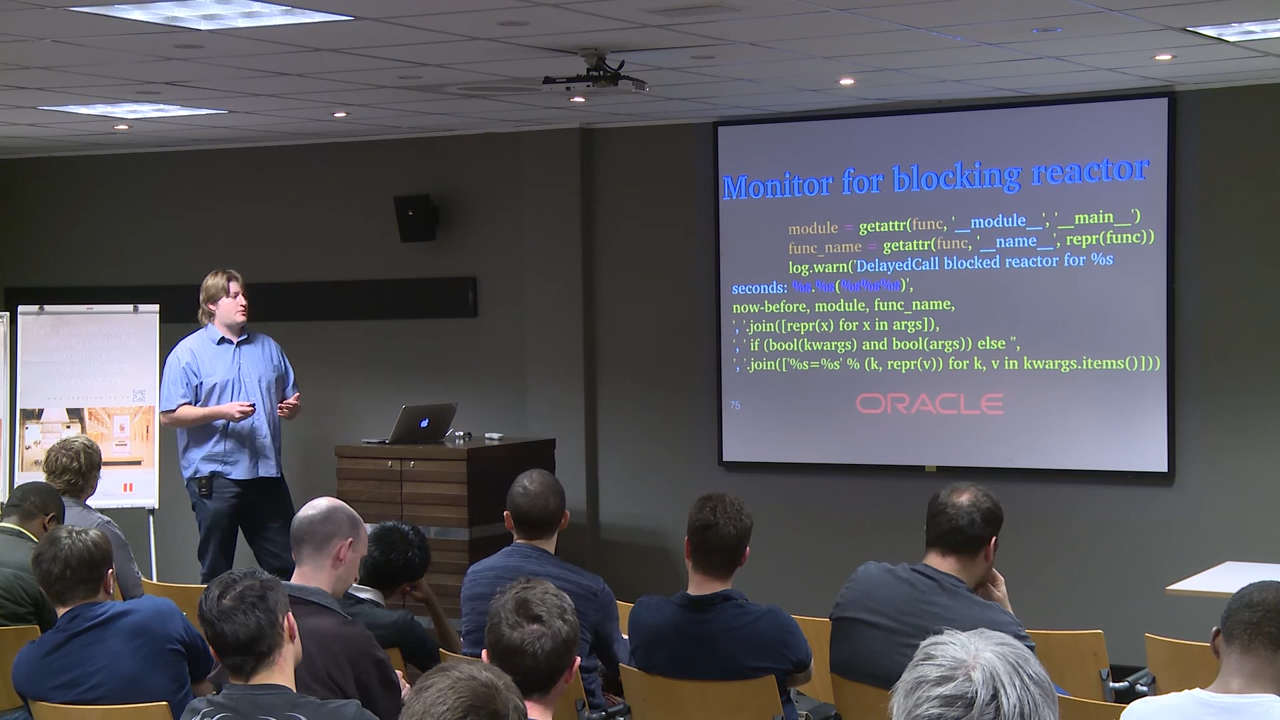 Monitor for blocking reactor
module = getattr(func, '__module__', '__main__')
func_name = getattr(func, '__name__', repr(func))
log.warn('DelayedCall blocked reactor for %s
seconds: %s.%s(%s%s%s)',
now-before, module, func_name,
', '.join([repr(x) for x in args]),
', ' if (bool(kwargs) and bool(args)) else '',
', '.join(['%s=%s' % (k, repr(v)) for k, v in kwargs.items()]))
75
ORACLE